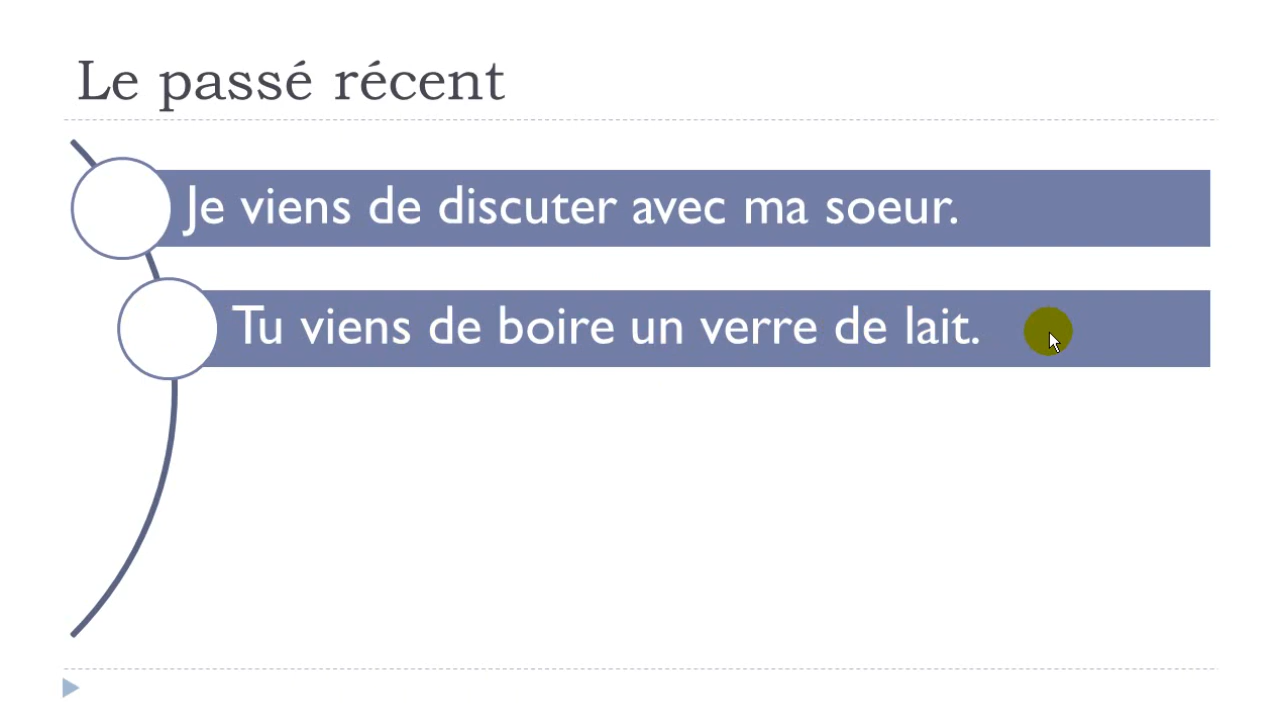 Le passé récent
Je viens de discuter avec ma soeur.
Tu viens de boire un verre de lait.